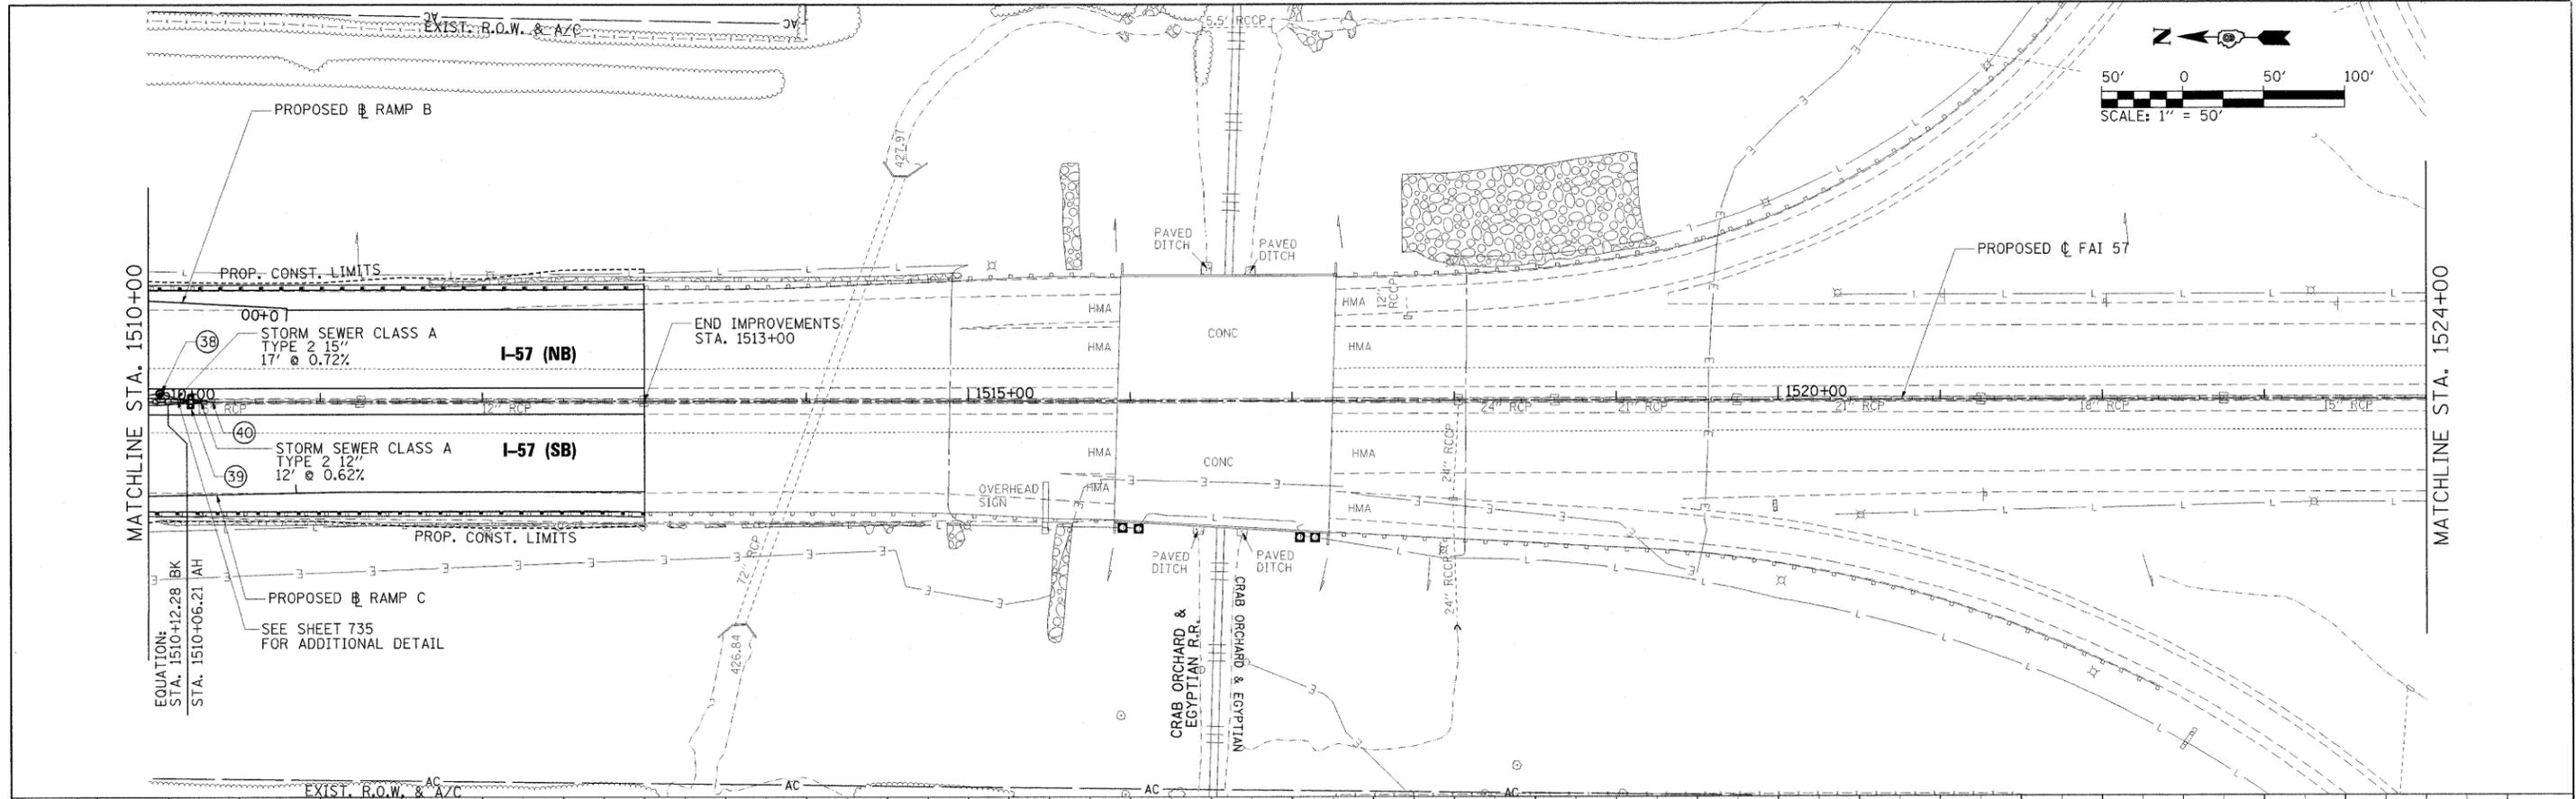 AC
AC
EXIST. R.O.W. & A/C
5.5' RCCP
N
50' 0 50' 100'
SCALE: 1" = 50'
PROPOSED ℄ RAMP B
427.97
PAVED
DITCH
PAVED
DITCH
PROPOSED ℄ FAI 57
MATCHLINE STA. 1510+00
PROP. CONST. LIMITS
00+0
38
STORM SEWER CLASS A
TYPE 2 15"
17' @ 0.72%
I-57 (NB)
END IMPROVEMENTS
STA. 1513+00
HMA
HMA
CONC
HMA
12"
RCCP
HMA
1510+00
RCP
12" RCP
1515+00
24" RCP
21" RCP
1520+00
21" RCP
18" RCP
15" RCP
MATCHLINE STA. 1524+00
40
STORM SEWER CLASS A
TYPE 2 12"
12' @ 0.62%
39
I-57 (SB)
HMA
CONC
HMA
24" RCCP
OVERHEAD
SIGN
HMA
HMA
PROP. CONST. LIMITS
72" RCP
PAVED
DITCH
PAVED
DITCH
24" RCCP
EQUATION:
STA. 1510+12.28 BK
STA. 1510+06.21 AH
PROPOSED ℄ RAMP C
SEE SHEET 735
FOR ADDITIONAL DETAIL
426.84
CRAB ORCHARD &
EGYPTIAN R.R.
CRAB ORCHARD & EGYPTIAN
AC
AC
AC
AC
EXIST. R.O.W. & A/C